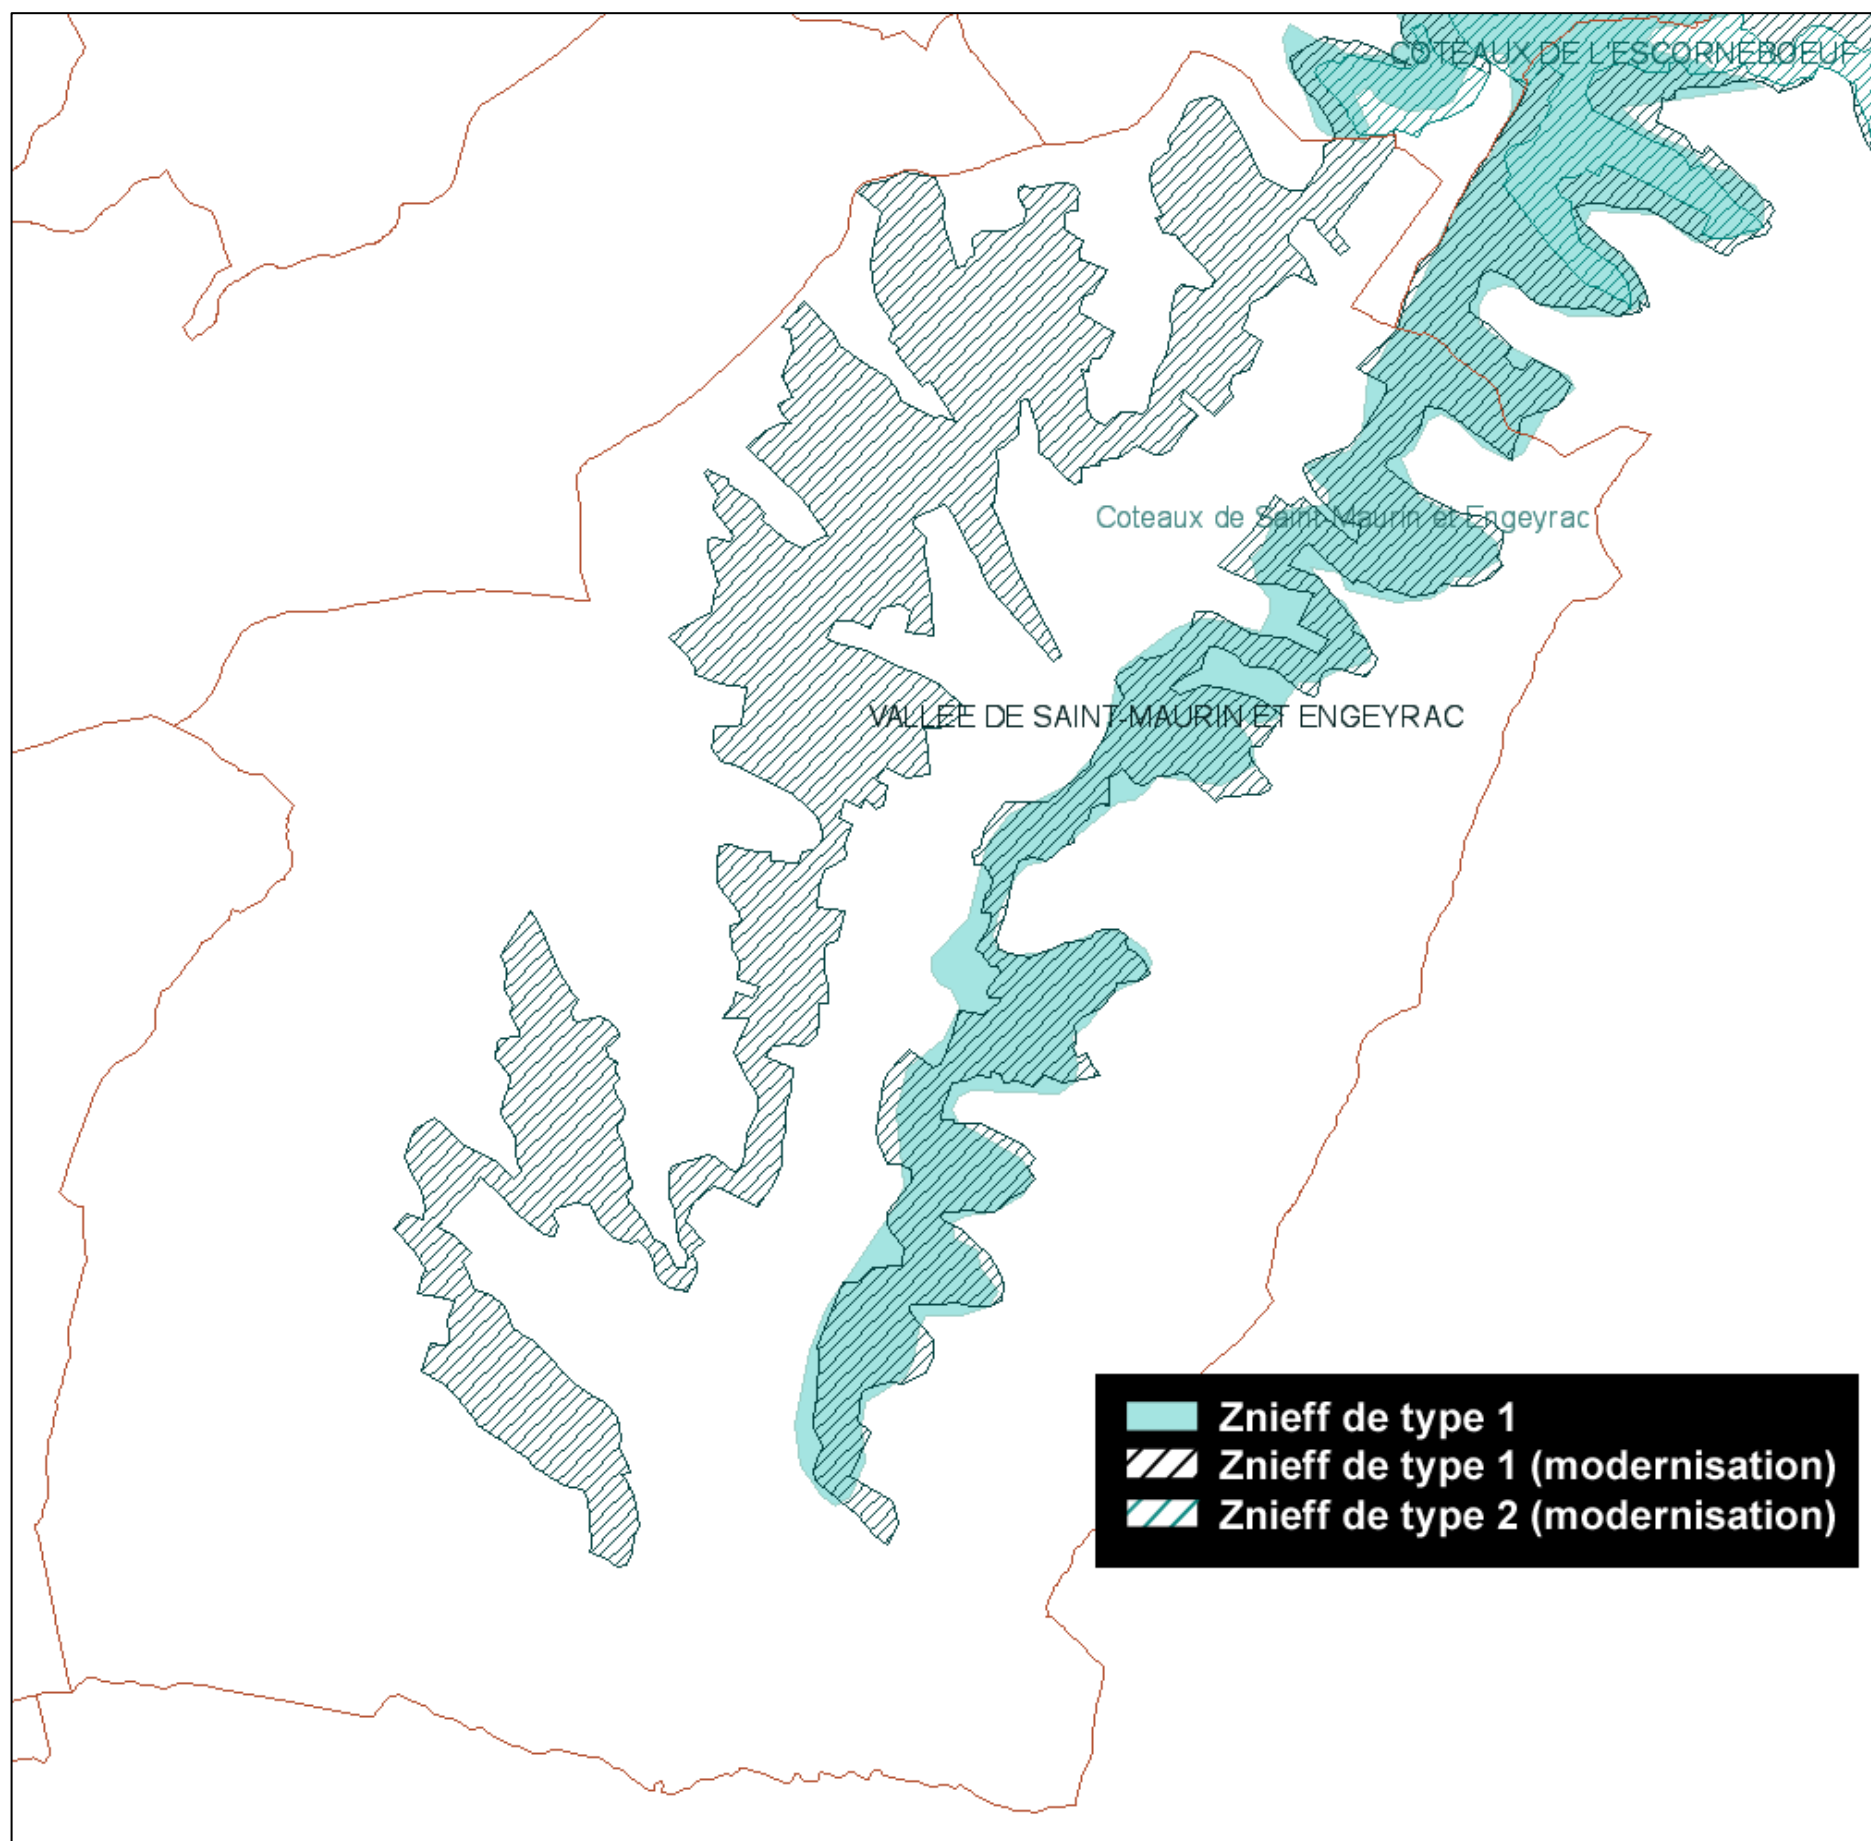 COTEAUX DE L'ESCORNEBOEUF
Coteaux de Saint-Maurin et Engeyrac
VALLEE DE SAINT-MAURIN ET ENGEYRAC
Znieff de type 1
Znieff de type 1 (modernisation)
Znieff de type 2 (modernisation)